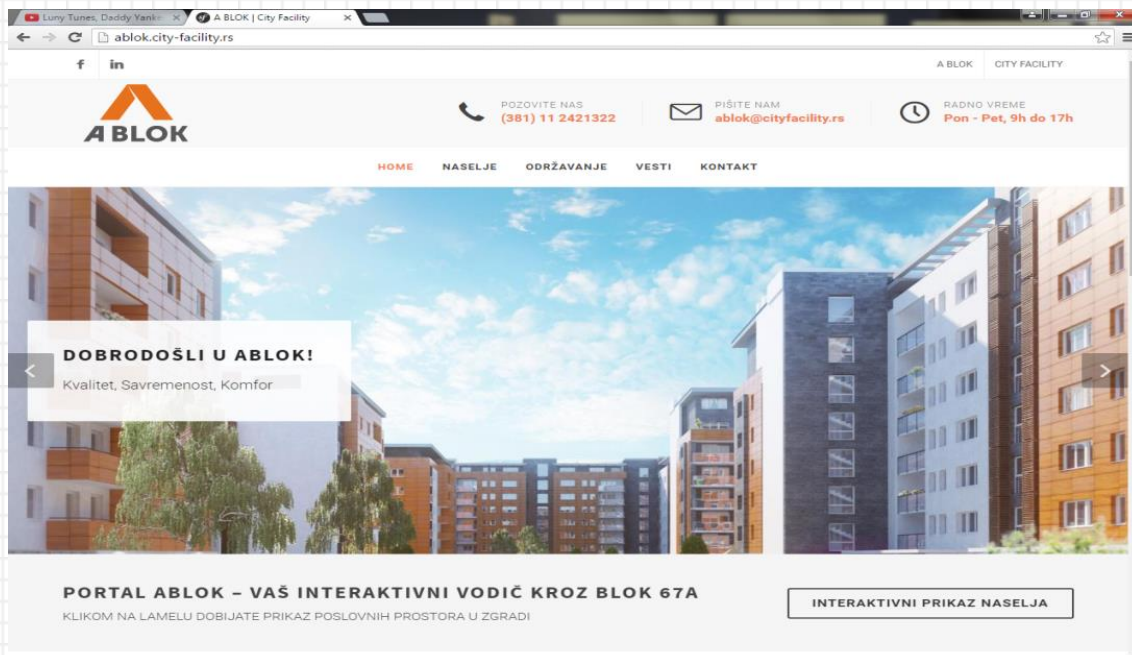 Luny Tunes, Daddy Yanke
A BLOK | City Facility
ablok.city-facility.rs
f in
A BLOK CITY FACILITY
A BLOK
POZOVITE NAS
(381) 11 2421322
PIŠITE NAM
ablok@cityfacility.rs
RADNO VREME
Pon - Pet, 9h do 17h
HOME NASELJE ODRŽAVANJE VESTI KONTAKT
DOBRODOŠLI U ABLOK!
Kvalitet, Savremenost, Komfor
PORTAL ABLOK – VAŠ INTERAKTIVNI VODIČ KROZ BLOK 67A
KLIKOM NA LAMELU DOBIJATE PRIKAZ POSLOVNIH PROSTORA U ZGRADI
INTERAKTIVNI PRIKAZ NASELJA